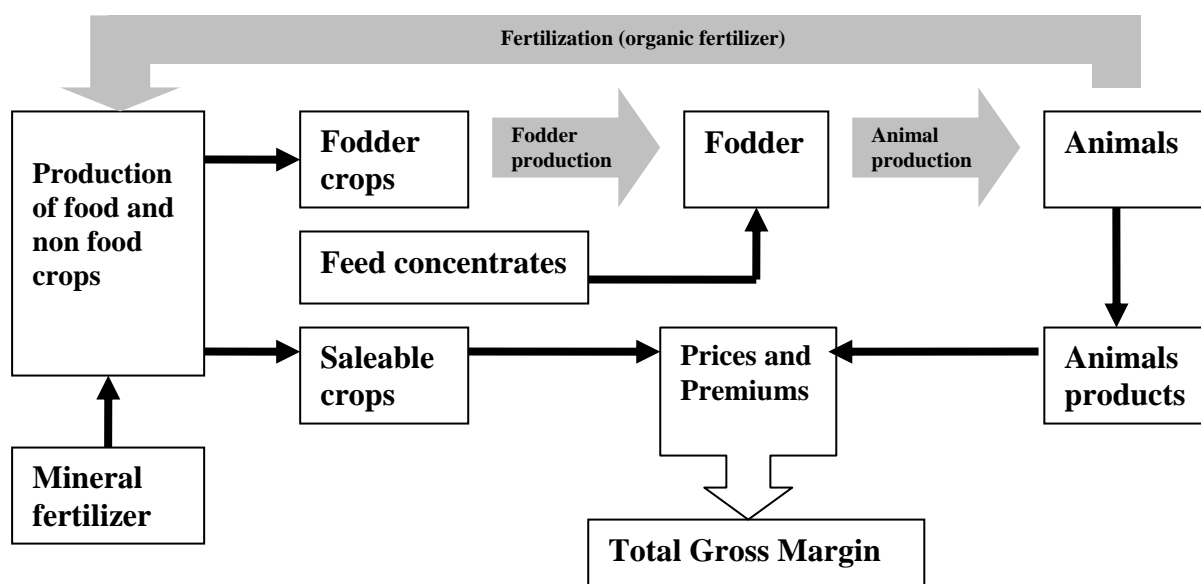 Fertilization (organic fertilizer)
Production
of food and
non food
crops
Fodder
crops
Fodder
production
Fodder
Animal
production
Animals
Feed concentrates
Saleable
crops
Prices and
Premiums
Animals
products
Mineral
fertilizer
Total Gross Margin